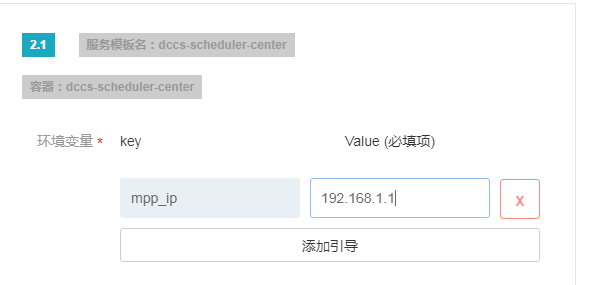 2.1 服务模板名：dccs-scheduler-center
容器：dccs-scheduler-center
环境变量 * key Value (必填项)
mpp_ip 192.168.1.1 X
添加引导